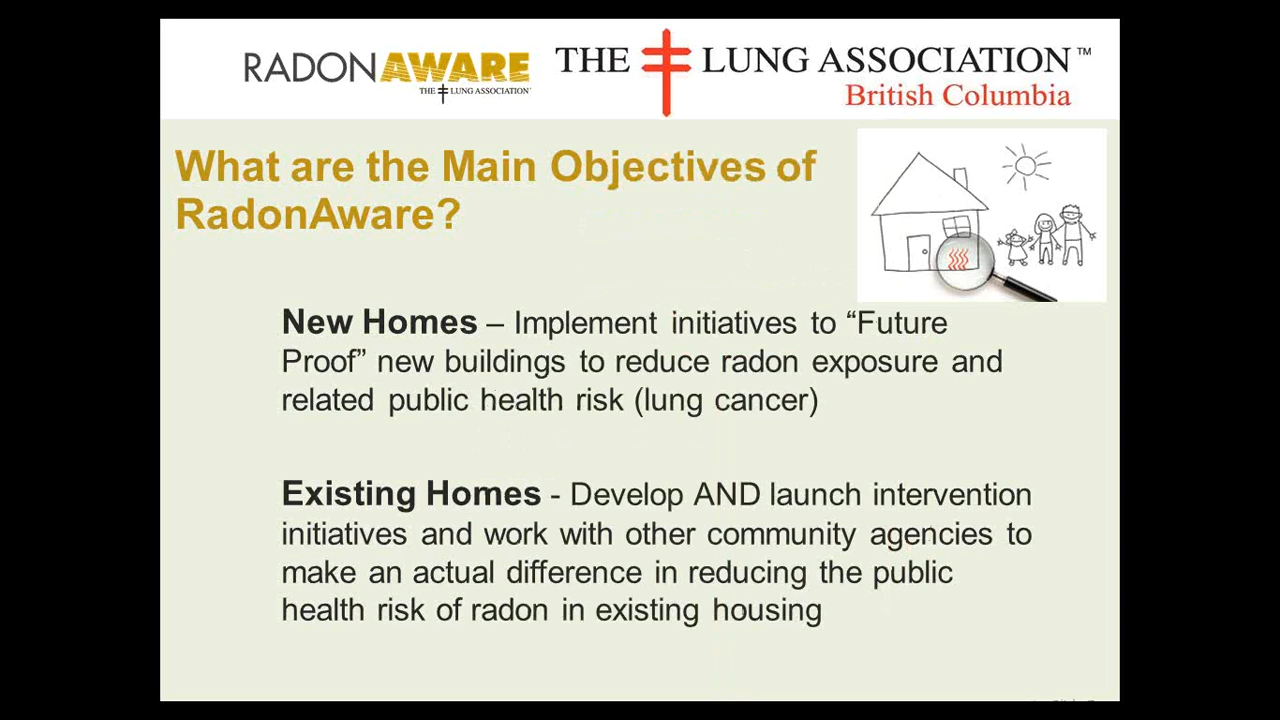 RADONAWARE
THE LUNG ASSOCIATION™
THE LUNG ASSOCIATION™
British Columbia
What are the Main Objectives of
RadonAware?
New Homes – Implement initiatives to “Future
Proof” new buildings to reduce radon exposure and
related public health risk (lung cancer)
Existing Homes - Develop AND launch intervention
initiatives and work with other community agencies to
make an actual difference in reducing the public
health risk of radon in existing housing